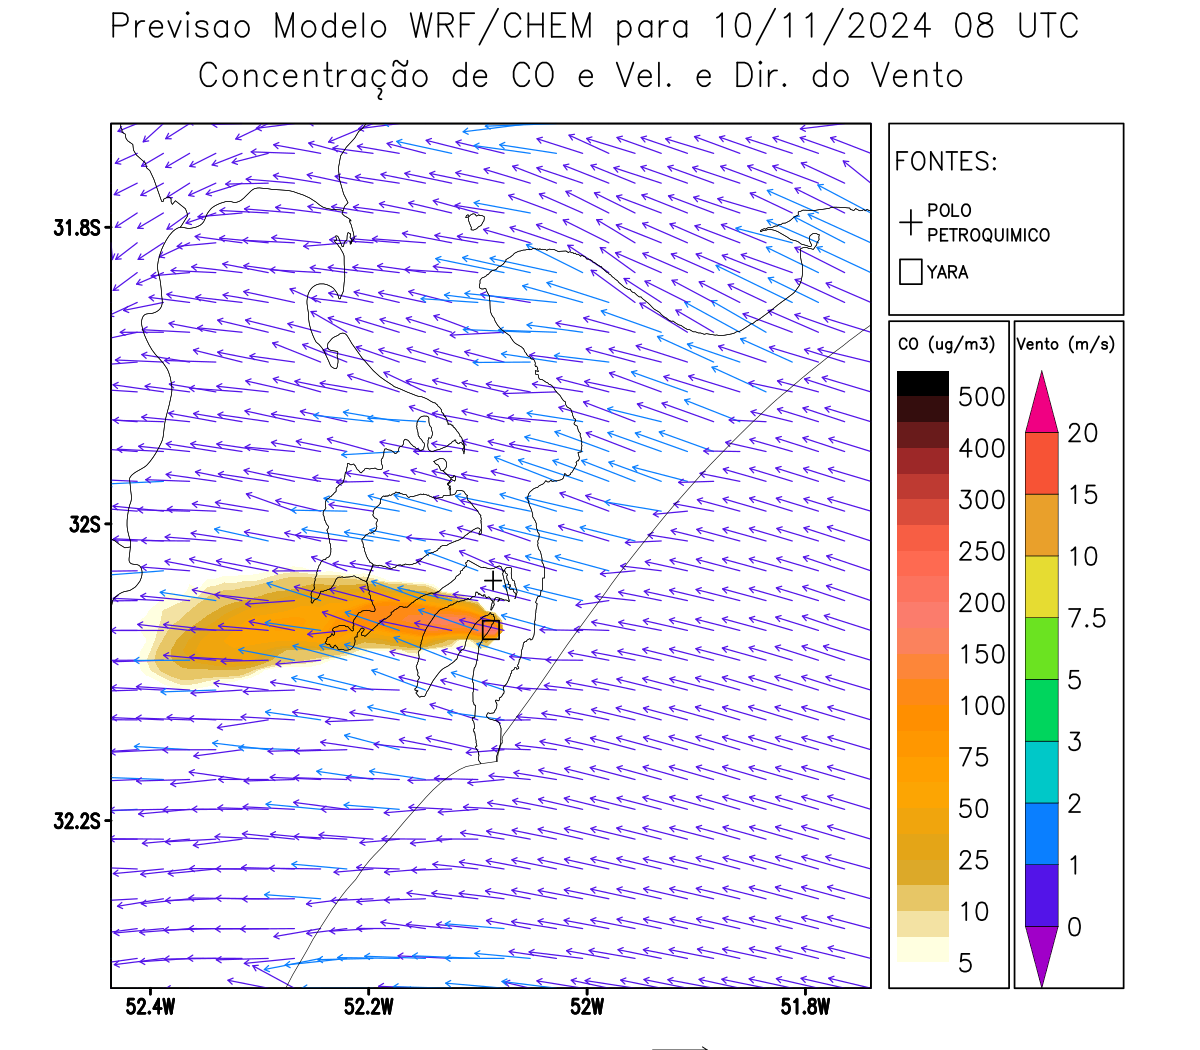 Previsao Modelo WRF/CHEM para 10/11/2024 08 UTC
Concentração de CO e Vel. e Dir. do Vento
FONTES:
POLO
PETROQUIMICO
YARA
CO (ug/m3)
500
400
300
250
200
150
100
75
50
25
10
5
Vento (m/s)
20
15
10
7.5
5
3
2
1
0
31.8S
32S
32.2S
52.4W
52.2W
52W
51.8W